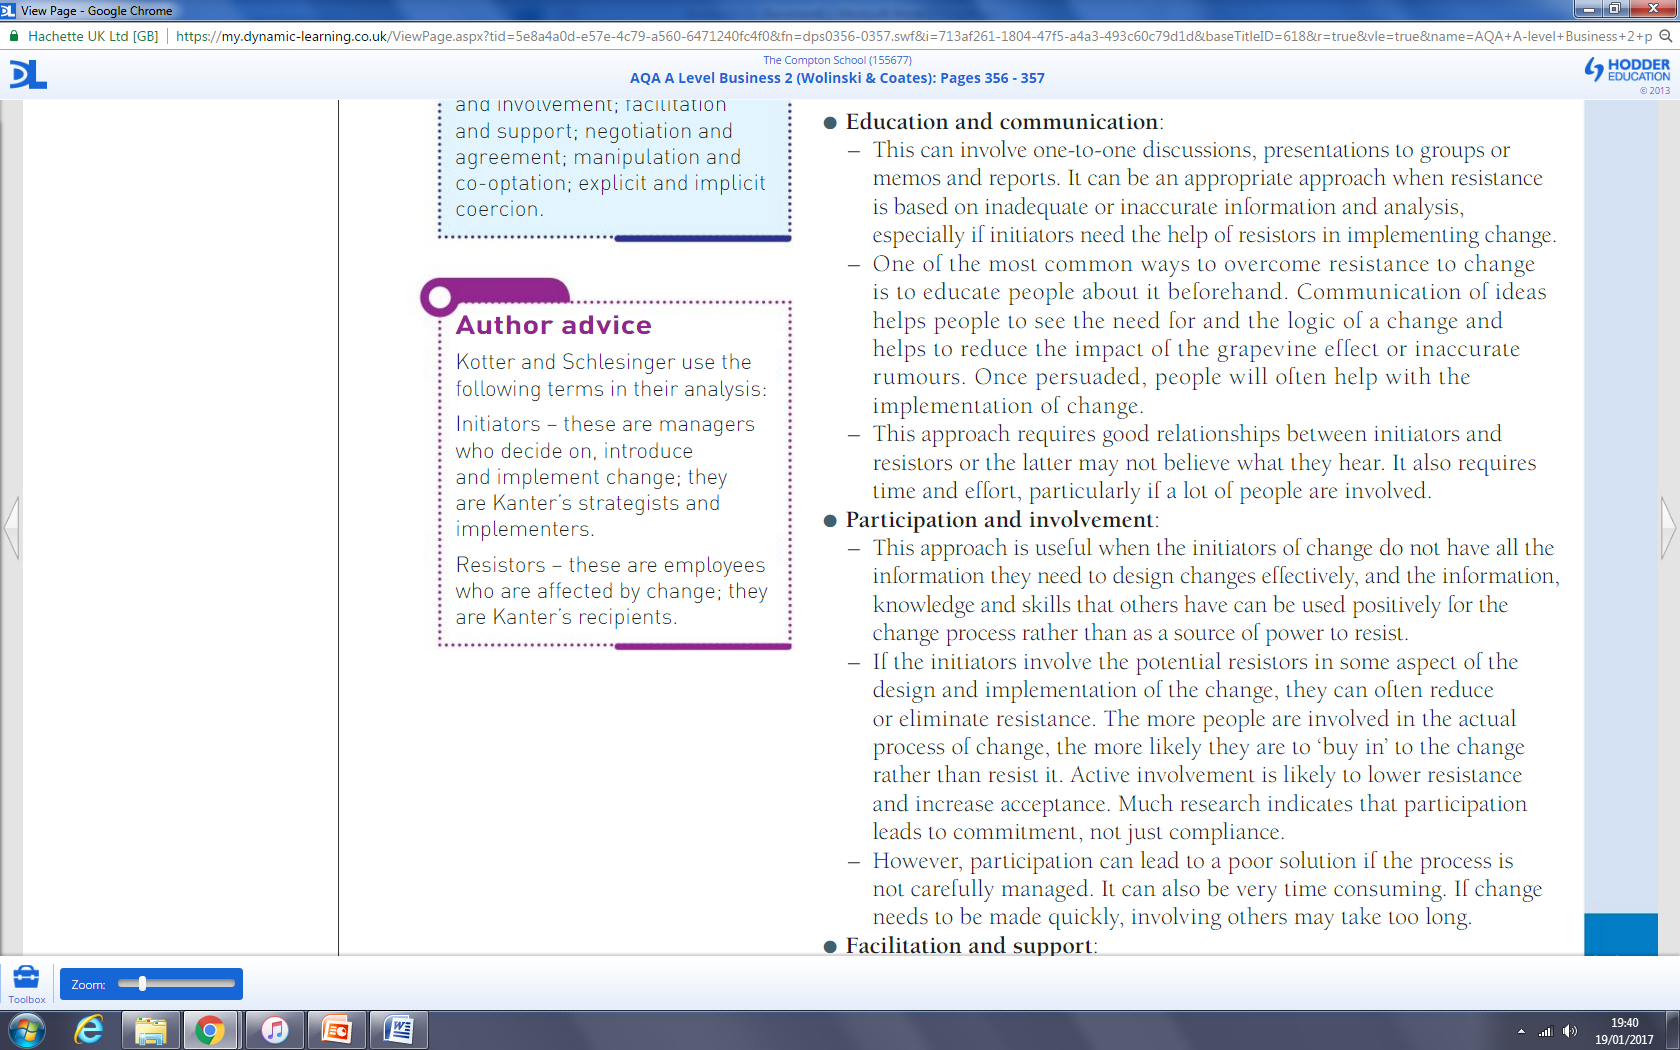 View Page - Google Chrome
Hachette UK Ltd [GB] https://my.dynamic-learning.co.uk/ViewPage.aspx?tid=5e8a4a0d-e57e-4c79-a560-6471240fc4f0&fn=dps0356-0357.swf&i=713af261-1804-47f5-a4a3-493c60c79d1d&baseTitleID=618&r=true&vle=true&name=AQA+A-level+Business+2+p
The Compton School (155677)
AQA A Level Business 2 (Wolinski & Coates): Pages 356 - 357
DL
HODDER
EDUCATION
© 2013
and involvement; facilitation
and support; negotiation and
agreement; manipulation and
co-optation; explicit and implicit
coercion.
Author advice
Kotter and Schlesinger use the
following terms in their analysis:
Initiators – these are managers
who decide on, introduce
and implement change; they
are Kanter's strategists and
implementers.
Resistors – these are employees
who are affected by change; they
are Kanter's recipients.
● Education and communication:
– This can involve one-to-one discussions, presentations to groups or
memos and reports. It can be an appropriate approach when resistance
is based on inadequate or inaccurate information and analysis,
especially if initiators need the help of resistors in implementing change.
– One of the most common ways to overcome resistance to change
is to educate people about it beforehand. Communication of ideas
helps people to see the need for and the logic of a change and
helps to reduce the impact of the grapevine effect or inaccurate
rumours. Once persuaded, people will often help with the
implementation of change.
– This approach requires good relationships between initiators and
resistors or the latter may not believe what they hear. It also requires
time and effort, particularly if a lot of people are involved.
● Participation and involvement:
– This approach is useful when the initiators of change do not have all the
information they need to design changes effectively, and the information,
knowledge and skills that others have can be used positively for the
change process rather than as a source of power to resist.
– If the initiators involve the potential resistors in some aspect of the
design and implementation of the change, they can often reduce
or eliminate resistance. The more people are involved in the actual
process of change, the more likely they are to 'buy in' to the change
rather than resist it. Active involvement is likely to lower resistance
and increase acceptance. Much research indicates that participation
leads to commitment, not just compliance.
– However, participation can lead to a poor solution if the process is
not carefully managed. It can also be very time consuming. If change
needs to be made quickly, involving others may take too long.
● Facilitation and support:
Toolbox
Zoom:
19:40
19/01/2017